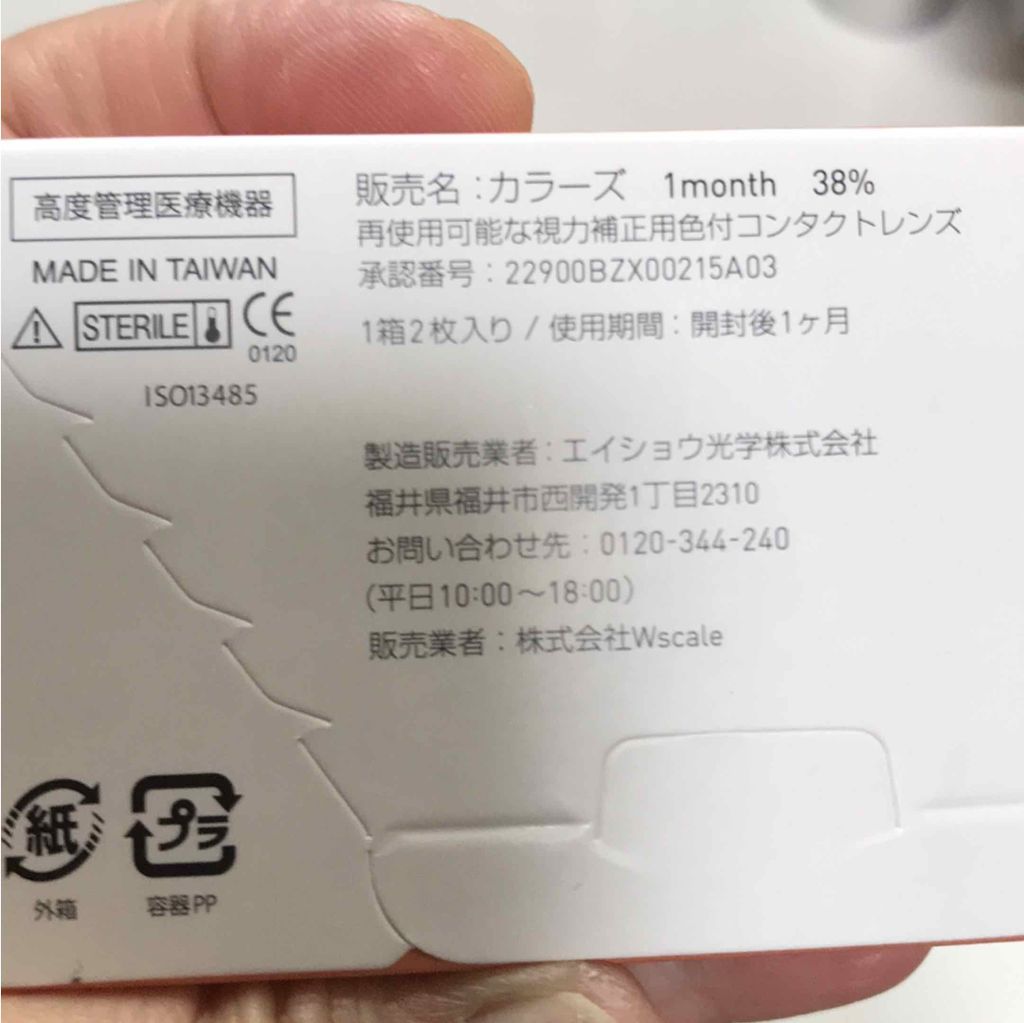 高度管理医療機器
MADE IN TAIWAN
STERILE
CE
0120
ISO13485
販売名:カラーズ 1month 38%
再使用可能な視力補正用色付コンタクトレンズ
承認番号:22900BZX00215A03
1箱2枚入り / 使用期間:開封後1ヶ月
製造販売業者:エイショウ光学株式会社
福井県福井市西開発1丁目2310
お問い合わせ先:0120-344-240
(平日10:00〜18:00)
販売業者:株式会社Wscale
紙
外箱
プラ
容器PP